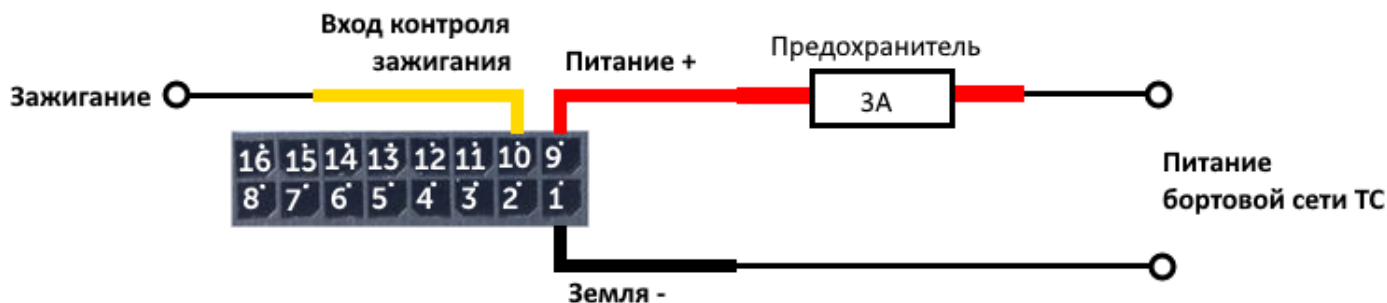 Вход контроля
зажигания
Питание +
Предохранитель
Зажигание
3А
16 15 14 13 12 11 10 9
8 7 6 5 4 3 2 1
Питание
бортовой сети ТС
Земля -